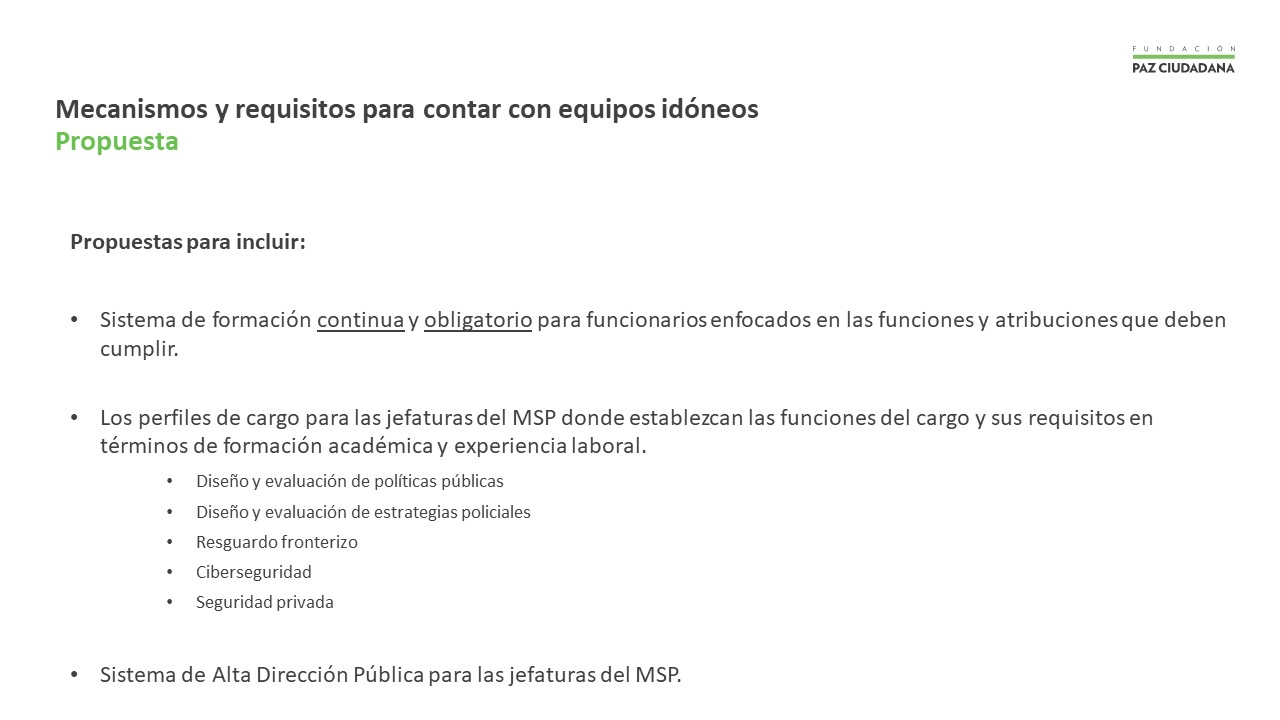 FUNDACIÓN
PAZ CIUDADANA
Mecanismos y requisitos para contar con equipos idóneos
Propuesta
Propuestas para incluir:
• Sistema de formación continua y obligatorio para funcionarios enfocados en las funciones y atribuciones que deben
cumplir.
• Los perfiles de cargo para las jefaturas del MSP donde establezcan las funciones del cargo y sus requisitos en
términos de formación académica y experiencia laboral.
• Diseño y evaluación de políticas públicas
• Diseño y evaluación de estrategias policiales
• Resguardo fronterizo
• Ciberseguridad
• Seguridad privada
• Sistema de Alta Dirección Pública para las jefaturas del MSP.